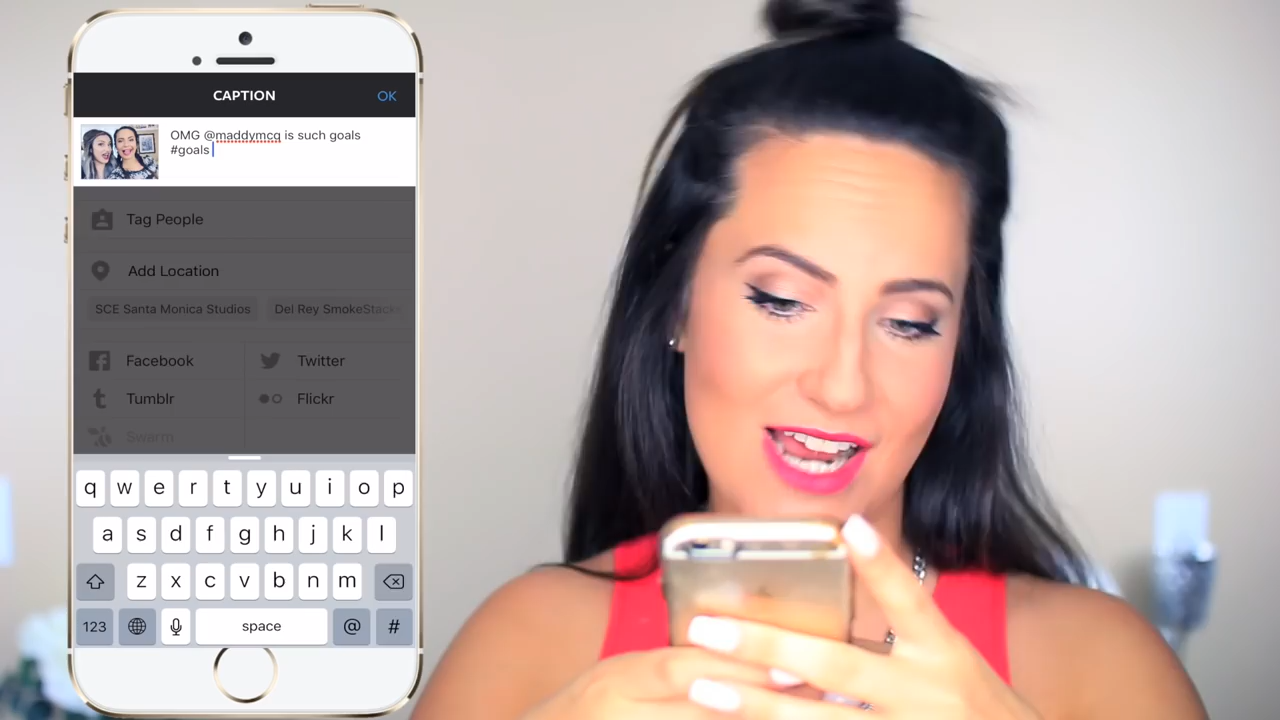 CAPTION OK
OMG @maddymcq is such goals
#goals
Tag People
Add Location
SCE Santa Monica Studios Del Rey SmokeStack
Facebook Twitter
Tumblr Flickr
Swarm
q w e r t y u i o p
a s d f g h j k l
z x c v b n m
123 space @ #